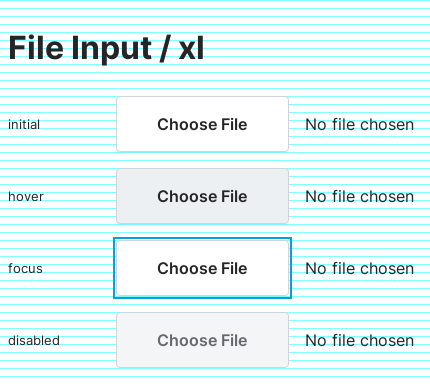 File Input / xl
initial Choose File No file chosen
hover Choose File No file chosen
focus Choose File No file chosen
disabled Choose File No file chosen